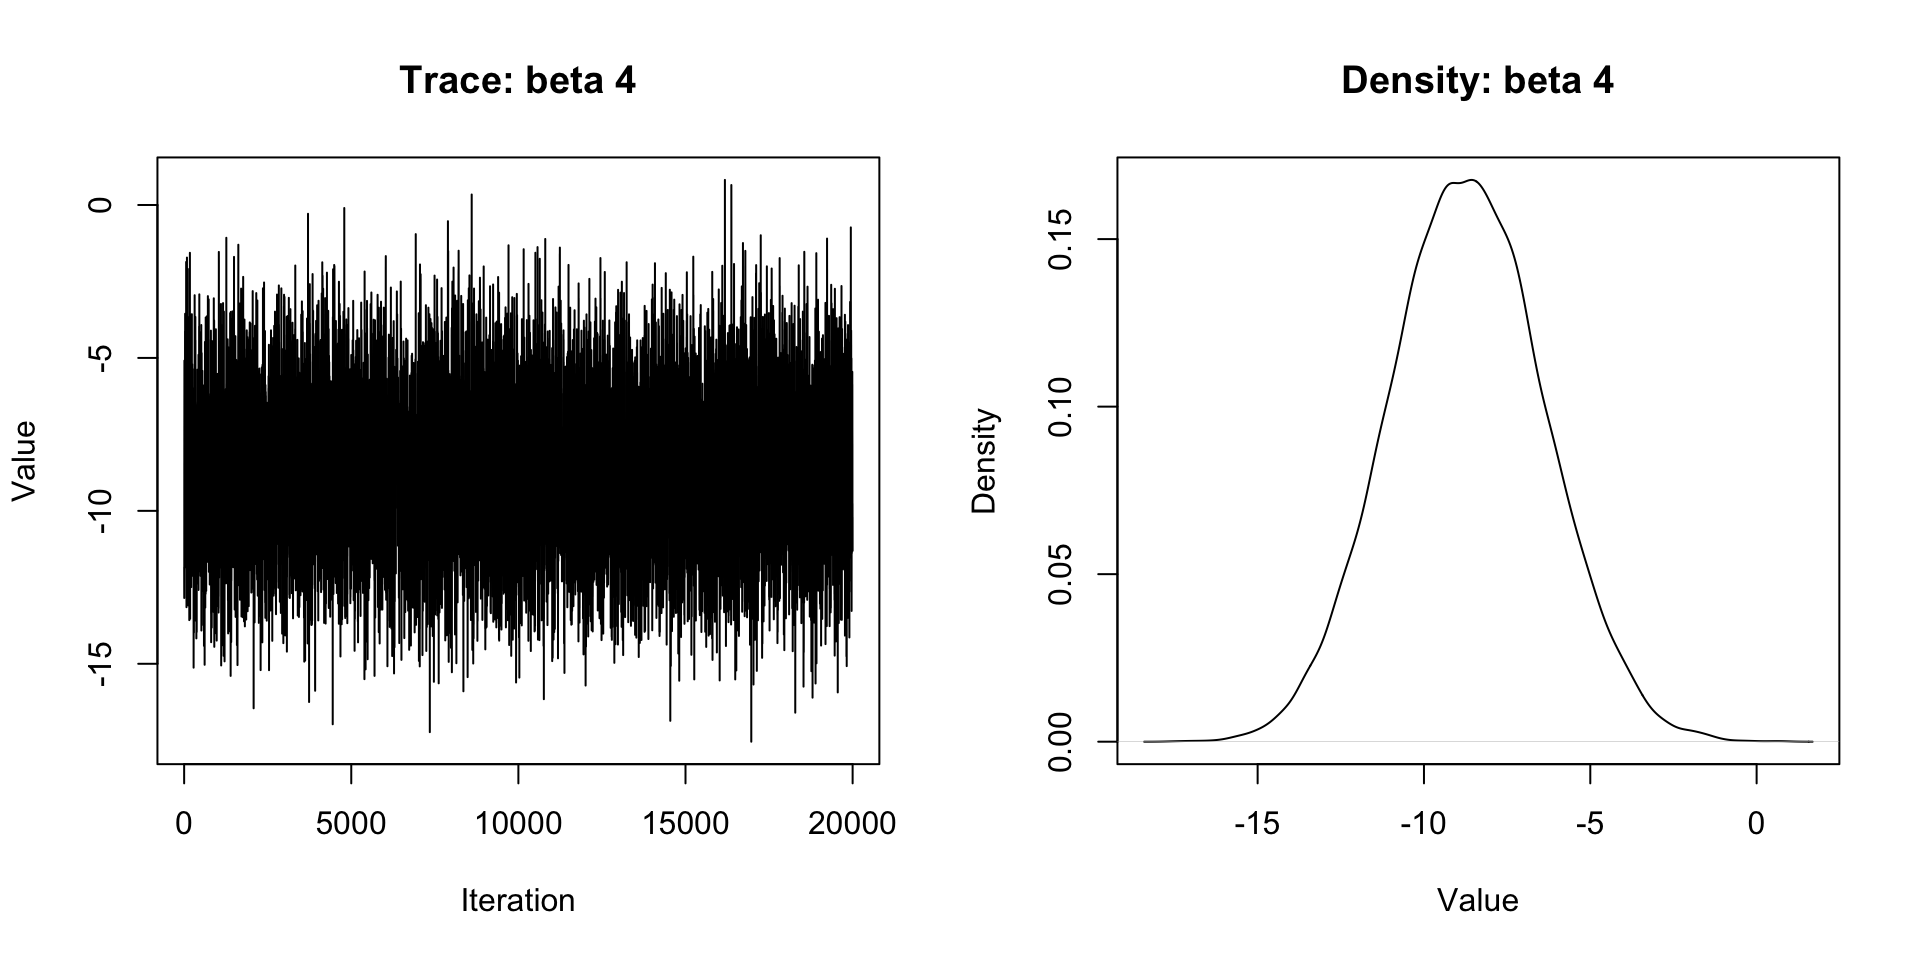 Trace: beta 4
Value
0
-5
-10
-15
0 5000 10000 15000 20000
Iteration
Density: beta 4
Density
0.15
0.10
0.05
0.00
-15 -10 -5 0
Value